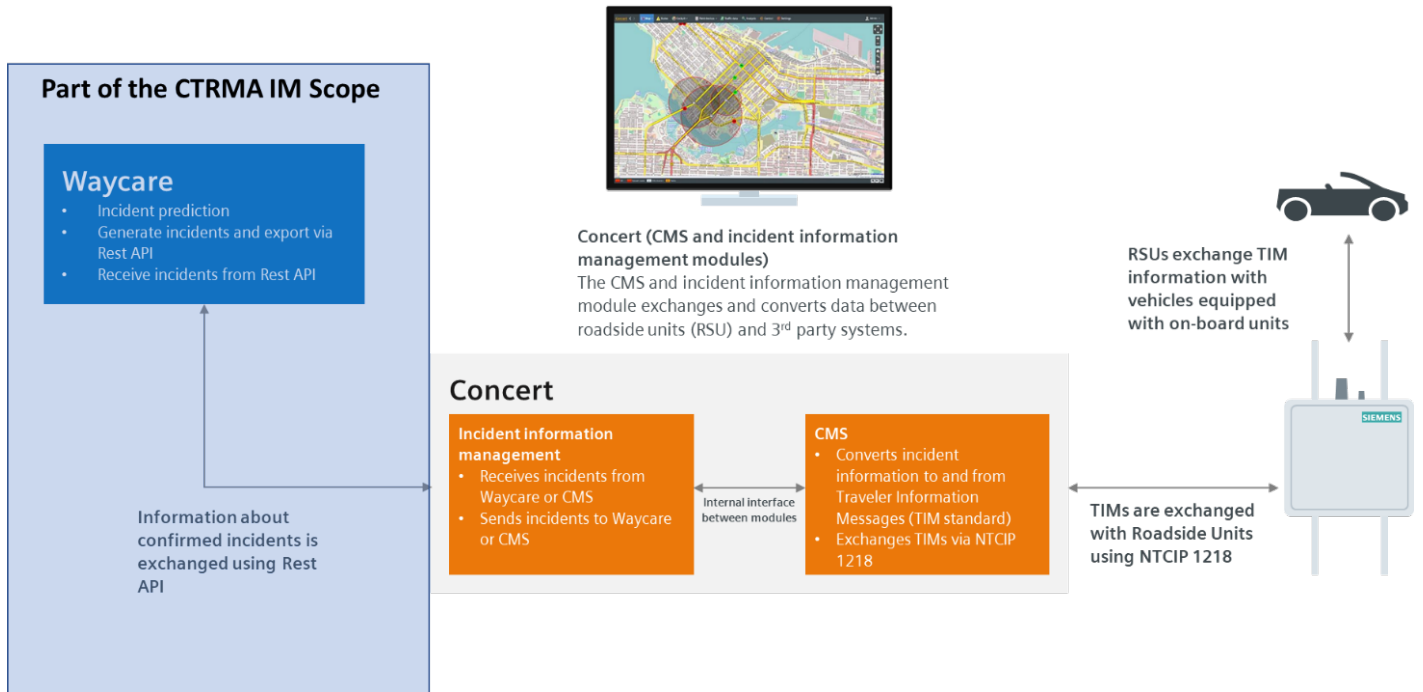 Part of the CTRMA IM Scope
Waycare
• Incident prediction
• Generate incidents and export via
Rest API
• Receive incidents from Rest API
Information about
confirmed incidents is
exchanged using Rest
API
Concert (CMS and incident information
management modules)
The CMS and incident information management
module exchanges and converts data between
roadside units (RSU) and 3rd party systems.
Concert
Incident information
management
• Receives incidents from
Waycare or CMS
• Sends incidents to Waycare
or CMS
Internal interface
between modules
CMS
• Converts incident
information to and from
Traveler Information
Messages (TIM standard)
• Exchanges TIMs via NTCIP
1218
RSUs exchange TIM
information with
vehicles equipped
with on-board units
SIEMENS
TIMs are exchanged
with Roadside Units
using NTCIP 1218